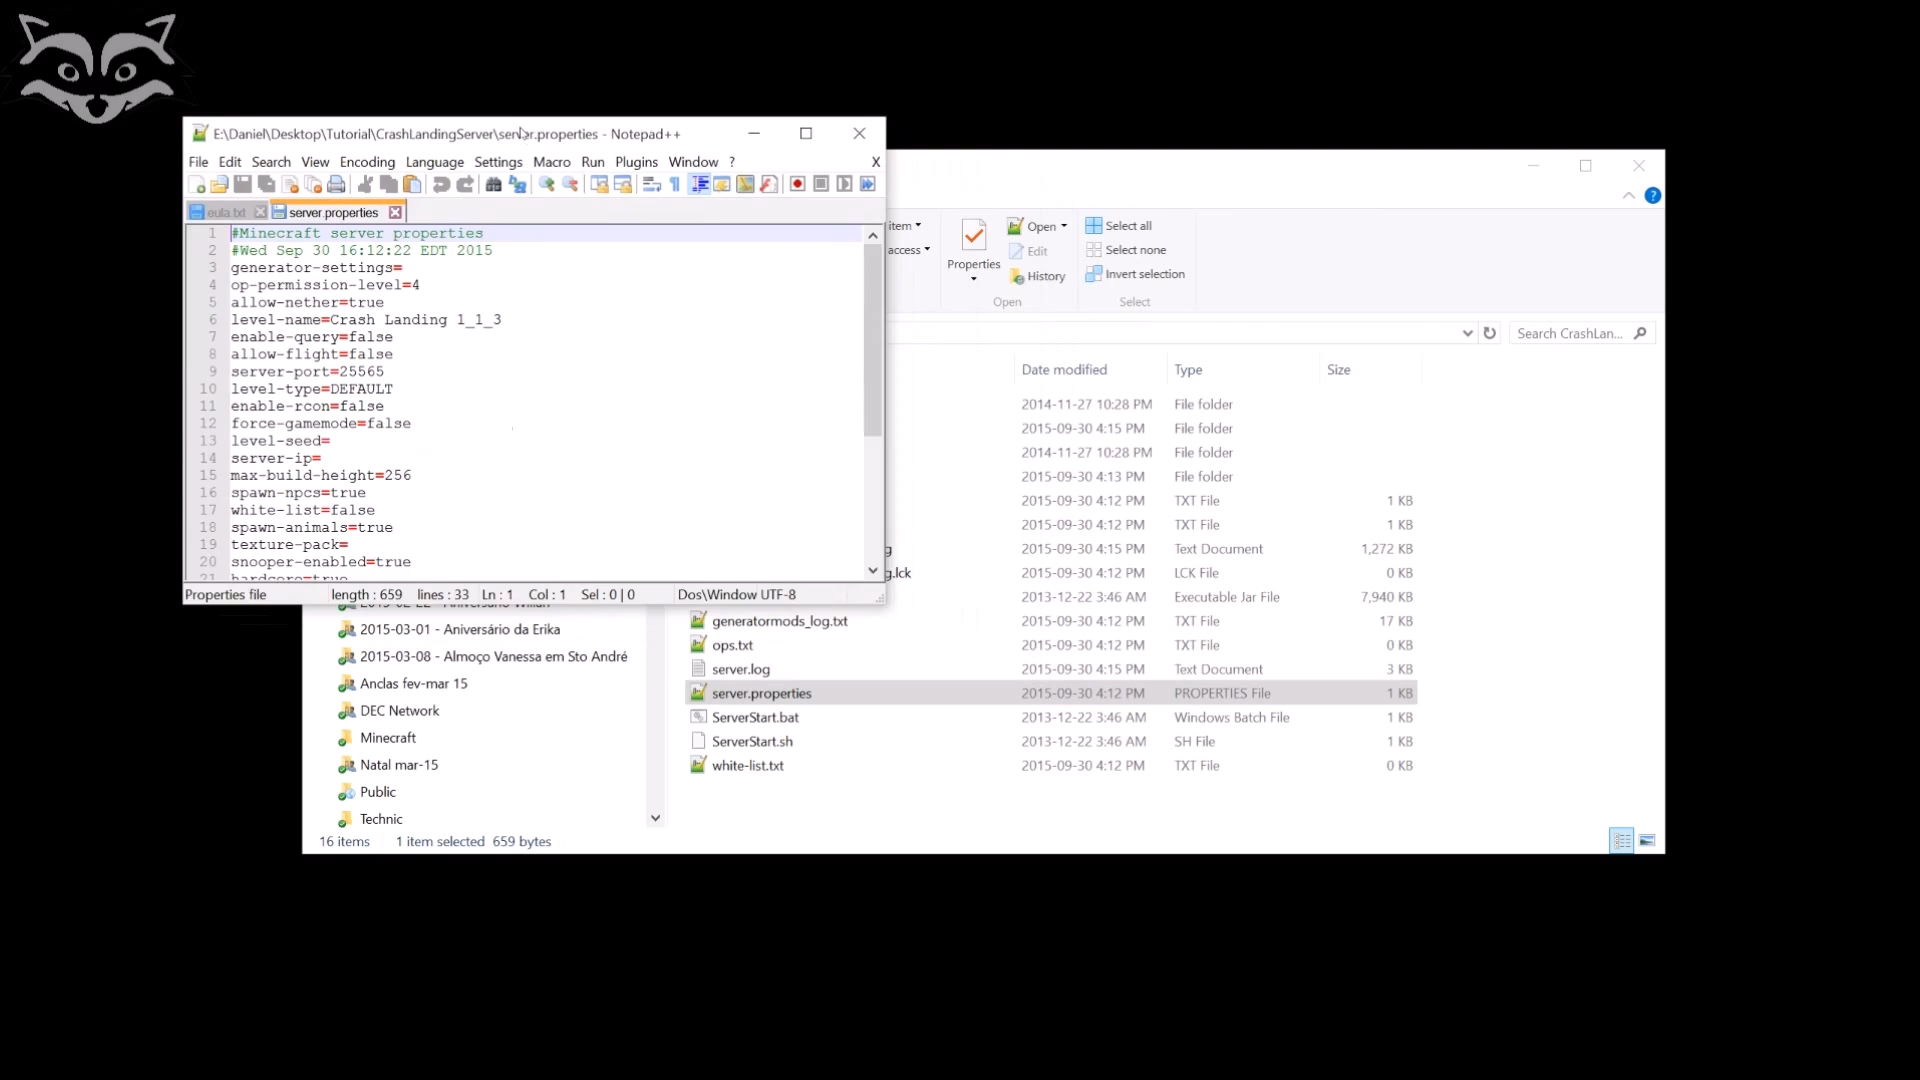 E:\Daniel\Desktop\Tutorial\CrashLandingServer\server.properties - Notepad++
File Edit Search View Encoding Language Settings Macro Run Plugins Window ? X
eula.txt server.properties
1 #Minecraft server properties
2 #Wed Sep 30 16:12:22 EDT 2015
3 generator-settings=
4 op-permission-level=4
5 allow-nether=true
6 level-name=Crash Landing 1_1_3
7 enable-query=false
8 allow-flight=false
9 server-port=25565
10 level-type=DEFAULT
11 enable-rcon=false
12 force-gamemode=false
13 level-seed=
14 server-ip=
15 max-build-height=256
16 spawn-npcs=true
17 white-list=false
18 spawn-animals=true
19 texture-pack=
20 snooper-enabled=true
21 hardcore=true
Properties file length : 659 lines : 33 Ln : 1 Col : 1 Sel : 0 | 0 Dos\Window UTF-8
item
access
Properties
Open
Edit
History
Open
Select all
Select none
Invert selection
Select
Search CrashLan...
Date modified Type Size
2014-11-27 10:28 PM File folder
2015-09-30 4:15 PM File folder
2014-11-27 10:28 PM File folder
2015-09-30 4:13 PM File folder
2015-09-30 4:12 PM TXT File 1 KB
2015-09-30 4:12 PM TXT File 1 KB
g 2015-09-30 4:15 PM Text Document 1,272 KB
g.lck 2015-09-30 4:12 PM LCK File 0 KB
2013-12-22 3:46 AM Executable Jar File 7,940 KB
generatormods_log.txt 2015-09-30 4:12 PM TXT File 17 KB
ops.txt 2015-09-30 4:12 PM TXT File 0 KB
server.log 2015-09-30 4:15 PM Text Document 3 KB
server.properties 2015-09-30 4:12 PM PROPERTIES File 1 KB
ServerStart.bat 2013-12-22 3:46 AM Windows Batch File 1 KB
ServerStart.sh 2013-12-22 3:46 AM SH File 1 KB
white-list.txt 2015-09-30 4:12 PM TXT File 0 KB
2015-03-01 - Aniversário da Erika
2015-03-08 - Almoço Vanessa em Sto André
Anclas fev-mar 15
DEC Network
Minecraft
Natal mar-15
Public
Technic
16 items 1 item selected 659 bytes